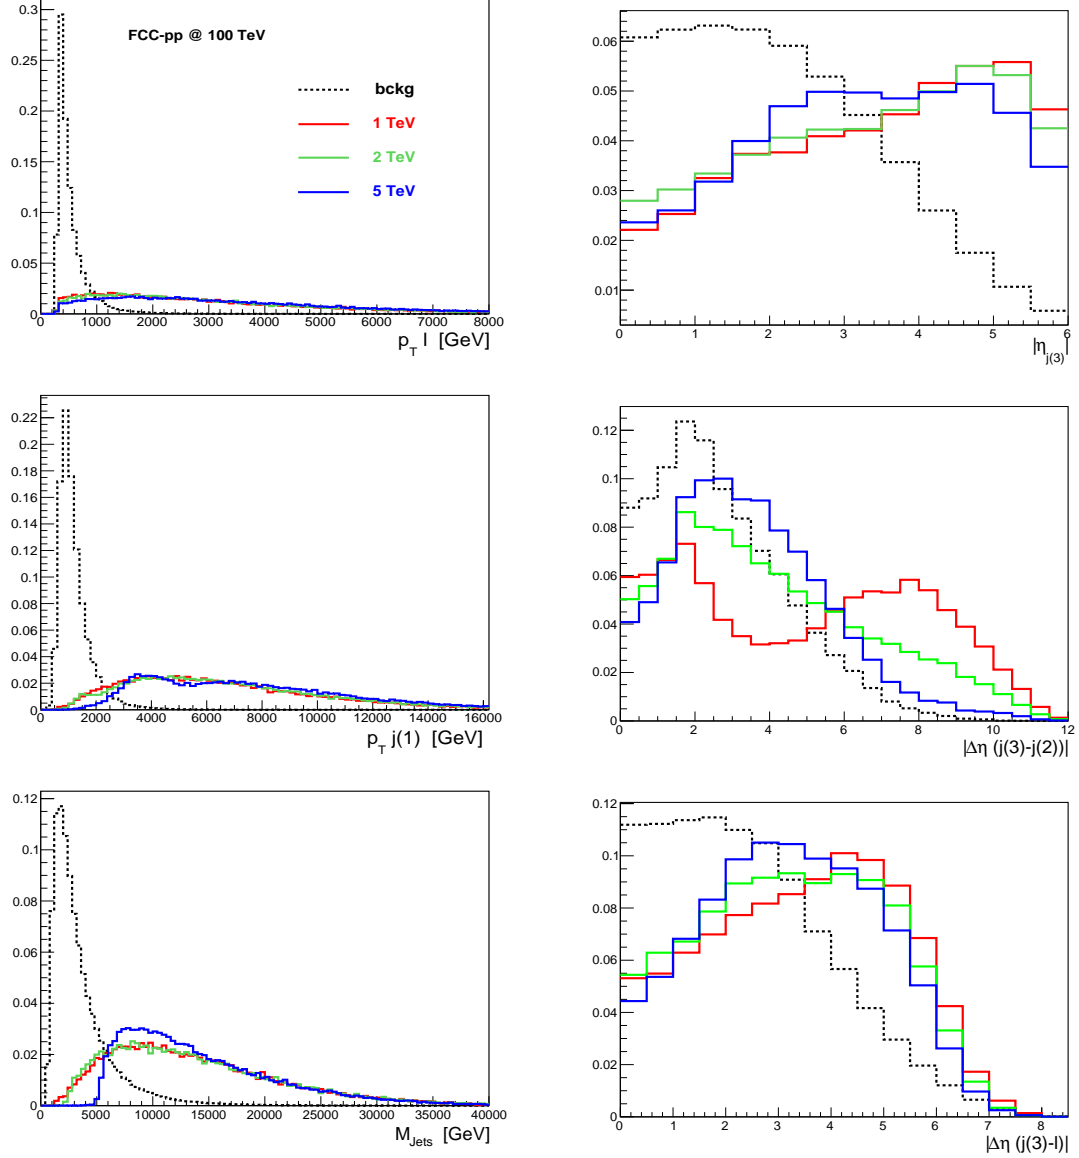 0.3
0.25
0.2
0.15
0.1
0.05
0
FCC-pp @ 100 TeV
bckg
1 TeV
2 TeV
5 TeV
0 1000 2000 3000 4000 5000 6000 7000 8000
p_T l [GeV]
0.06
0.05
0.04
0.03
0.02
0.01
0 1 2 3 4 5 6
|η_j(3)|
0.22
0.2
0.18
0.16
0.14
0.12
0.1
0.08
0.06
0.04
0.02
0
0 2000 4000 6000 8000 10000 12000 14000 16000
p_T j(1) [GeV]
0.12
0.1
0.08
0.06
0.04
0.02
0
0 2 4 6 8 10 12
|Δη (j(3)-j(2))|
0.12
0.1
0.08
0.06
0.04
0.02
0
0 5000 10000 15000 20000 25000 30000 35000 40000
M_Jets [GeV]
0.12
0.1
0.08
0.06
0.04
0.02
0
0 1 2 3 4 5 6 7 8
|Δη (j(3)-l)|